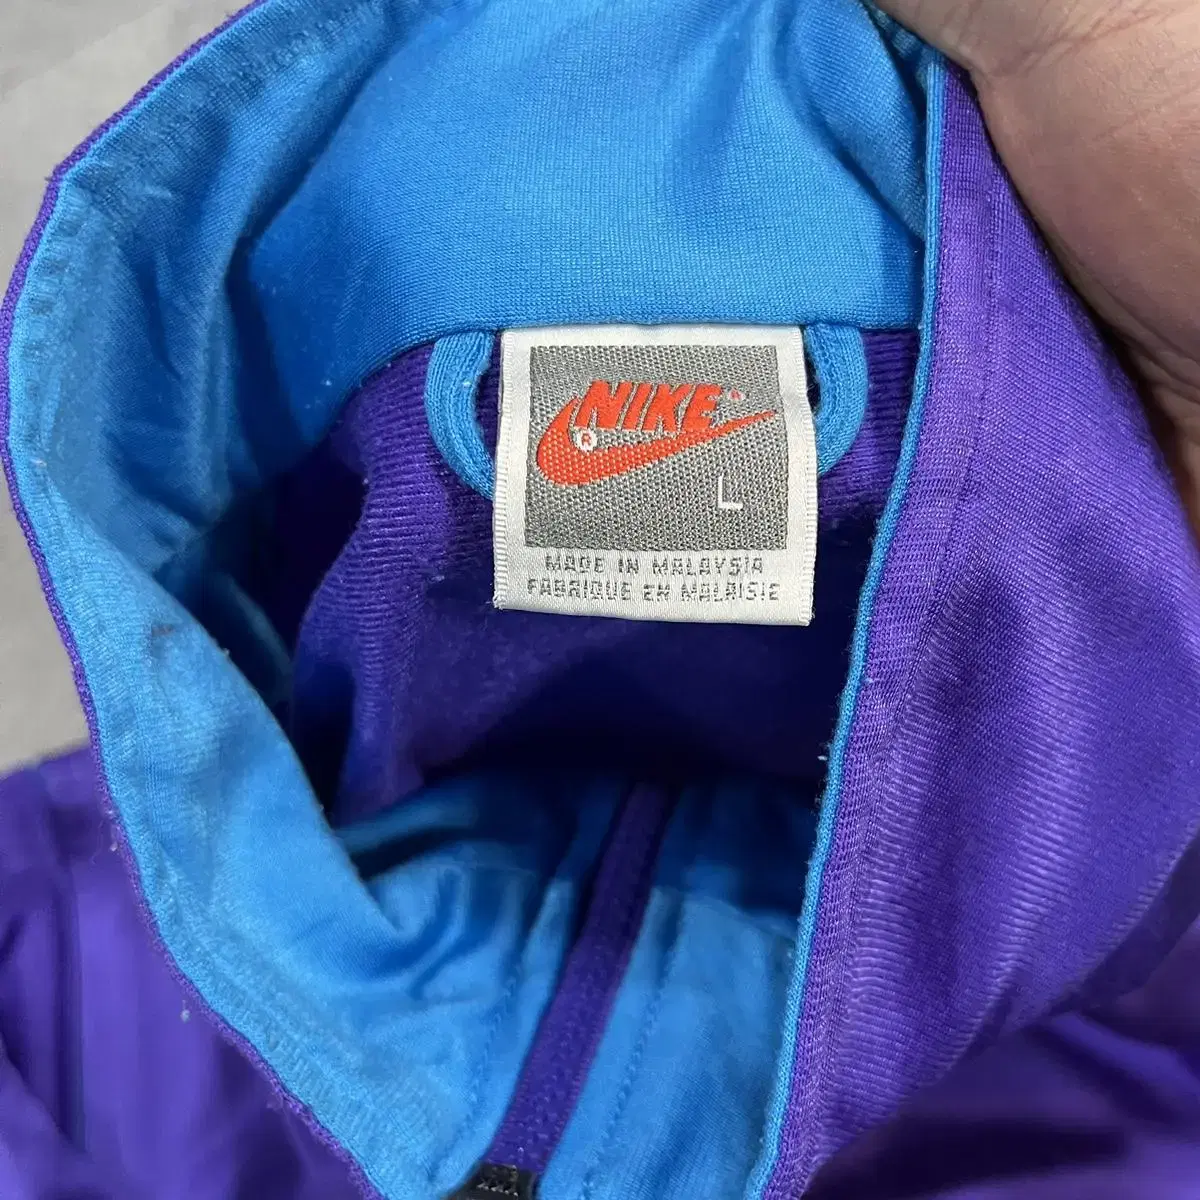 NIKE
®
L
MADE IN MALAYSIA
FABRIQUE EN MALAISIE